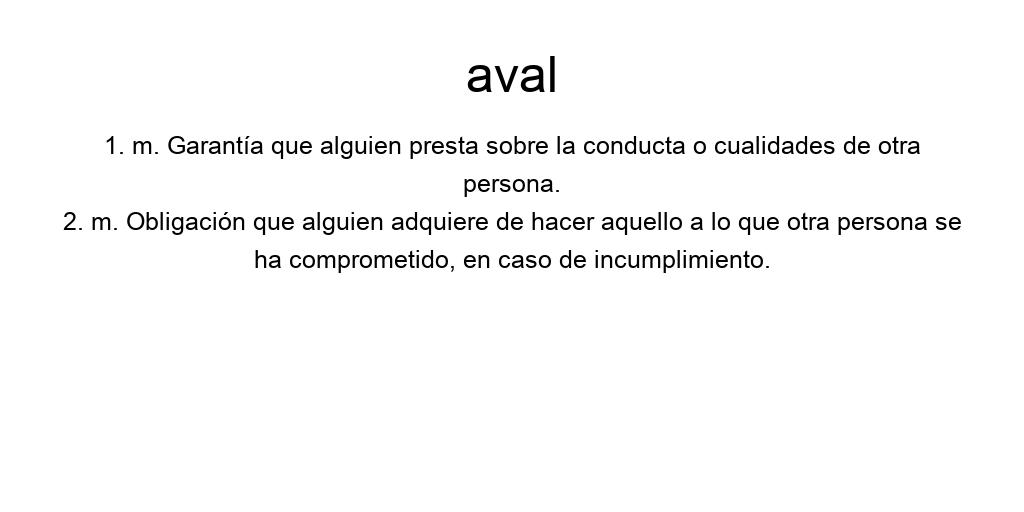 aval
1. m. Garantía que alguien presta sobre la conducta o cualidades de otra
persona.
2. m. Obligación que alguien adquiere de hacer aquello a lo que otra persona se
ha comprometido, en caso de incumplimiento.